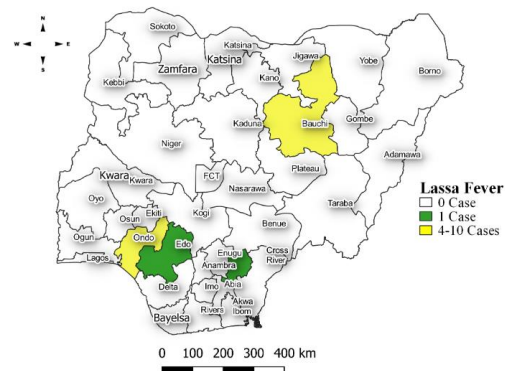 N
W E
S
Sokoto
Katsina
Zamfara
Katsina
Jigawa
Yobe
Borno
Kebbi
Kano
Kaduna
Bauchi
Gombe
Niger
Adamawa
Plateau
FCT
Kwara
Kwara
Nasarawa
Taraba
Oyo
Osun
Ekiti
Kogi
Benue
Ogun
Ondo
Edo
Lagos
Enugu
Anambra
Cross
River
Delta
Imo
Abia
Bayelsa
Rivers
Akwa
Ibom
Lassa Fever
0 Case
1 Case
4-10 Cases
0 100 200 300 400 km